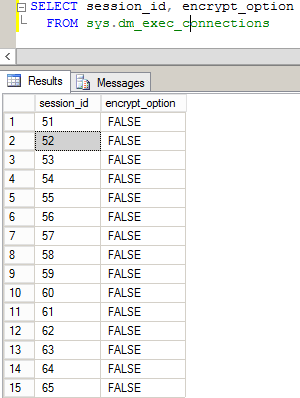 SELECT session_id, encrypt_option
FROM sys.dm_exec_connections
Results Messages
session_id encrypt_option
1 51 FALSE
2 52 FALSE
3 53 FALSE
4 54 FALSE
5 55 FALSE
6 56 FALSE
7 57 FALSE
8 58 FALSE
9 59 FALSE
10 60 FALSE
11 61 FALSE
12 62 FALSE
13 63 FALSE
14 64 FALSE
15 65 FALSE